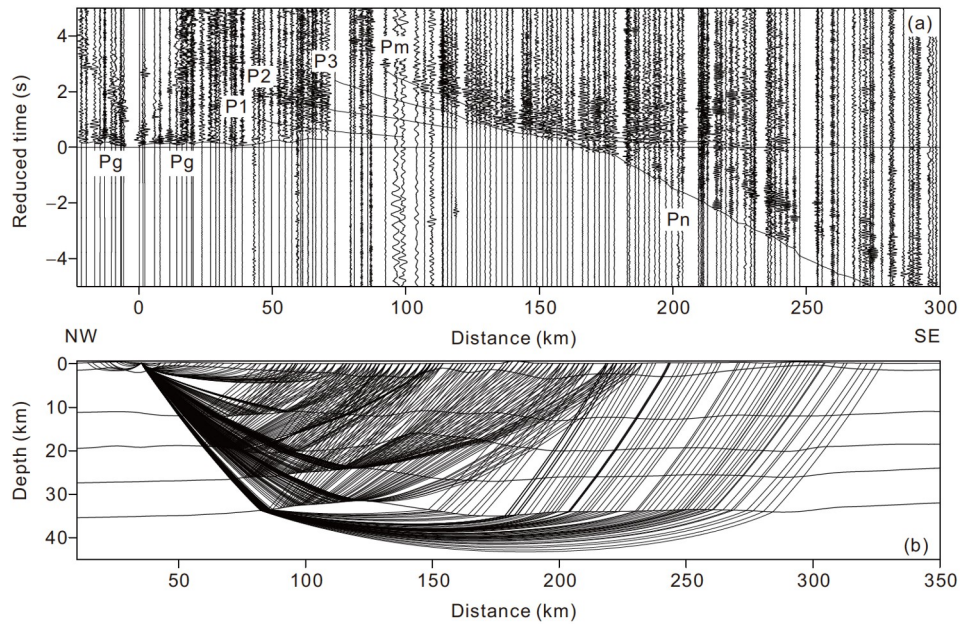 (a)
4
2
0
−2
−4
Reduced time (s)
P3
Pm
P2
P1
Pg
Pg
Pn
0 50 100 150 200 250 300
NW SE
Distance (km)
0
10
20
30
40
Depth (km)
(b)
50 100 150 200 250 300 350
Distance (km)